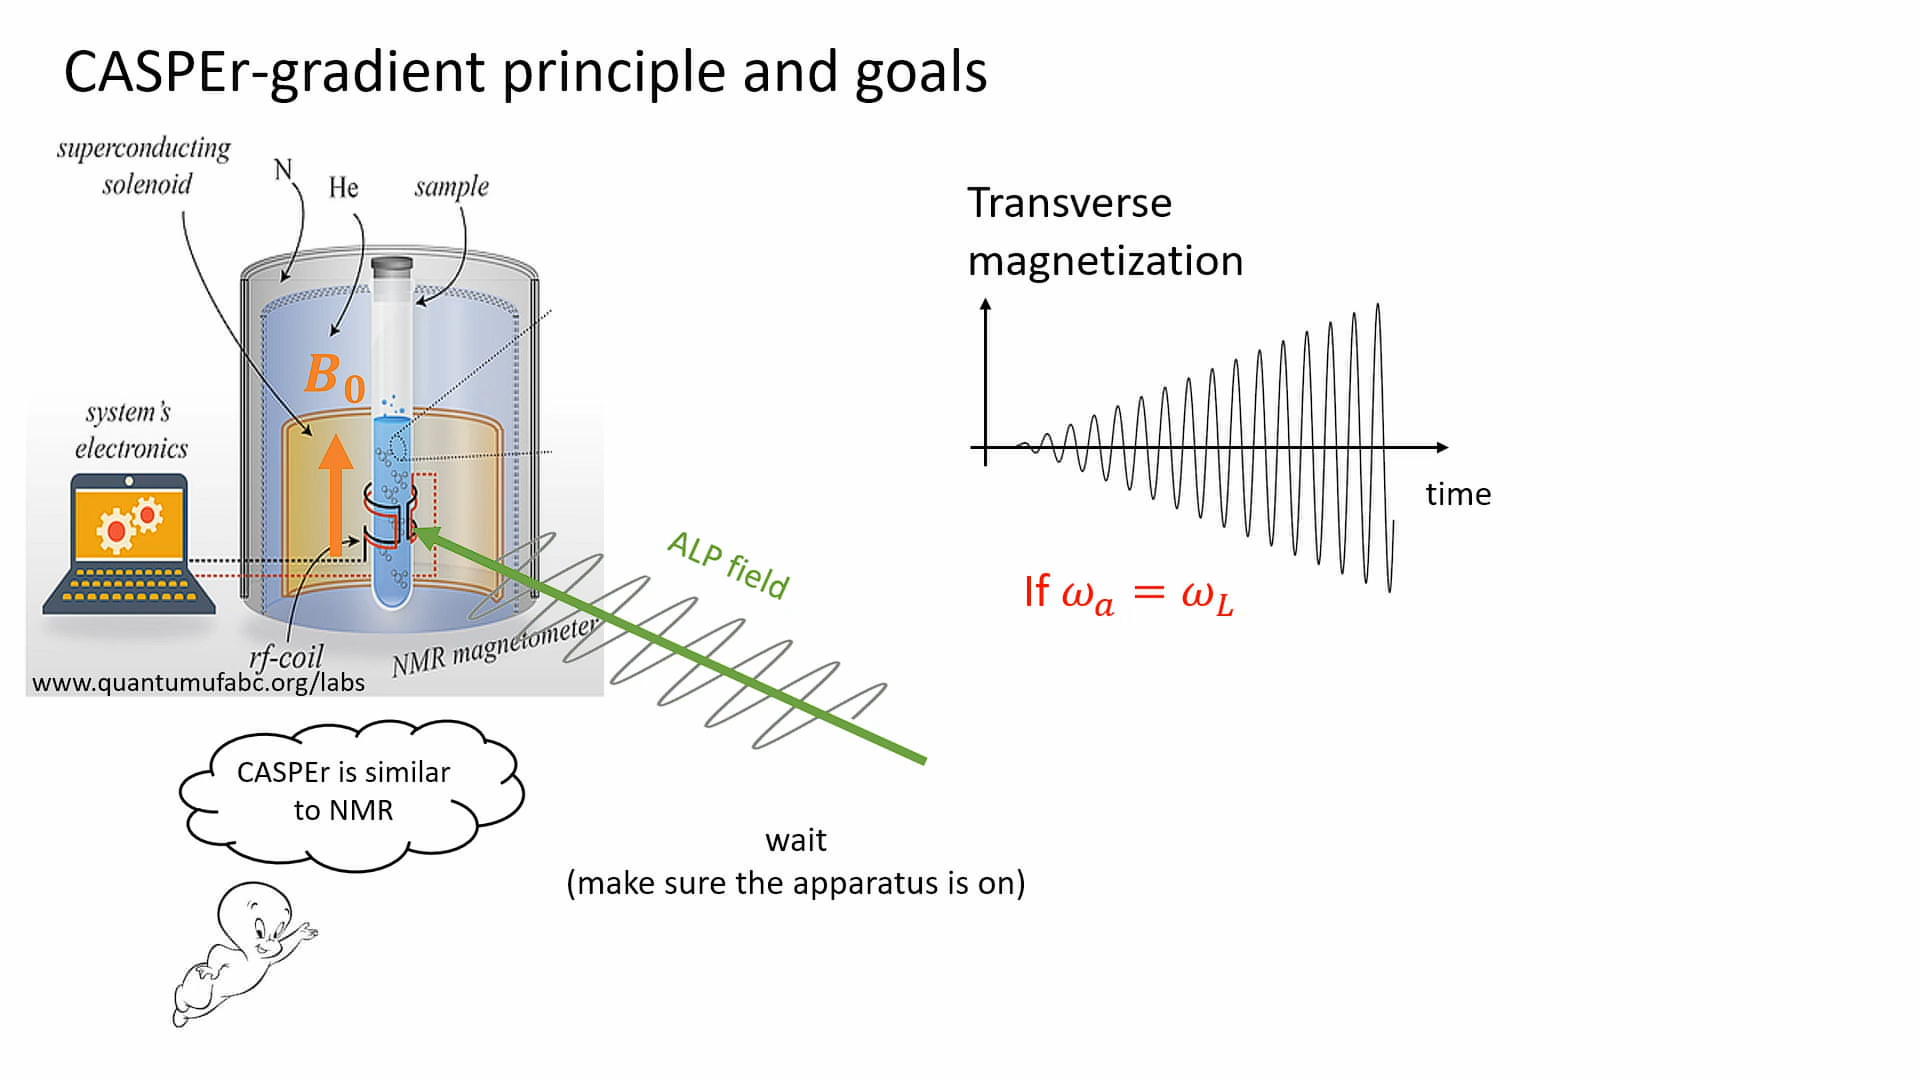 CASPEr-gradient principle and goals
superconducting
solenoid
N
He
sample
B₀
system's
electronics
rf-coil
NMR magnetometer
www.quantumufabc.org/labs
ALP field
Transverse
magnetization
time
If ωₐ = ω_L
CASPEr is similar
to NMR
wait
(make sure the apparatus is on)